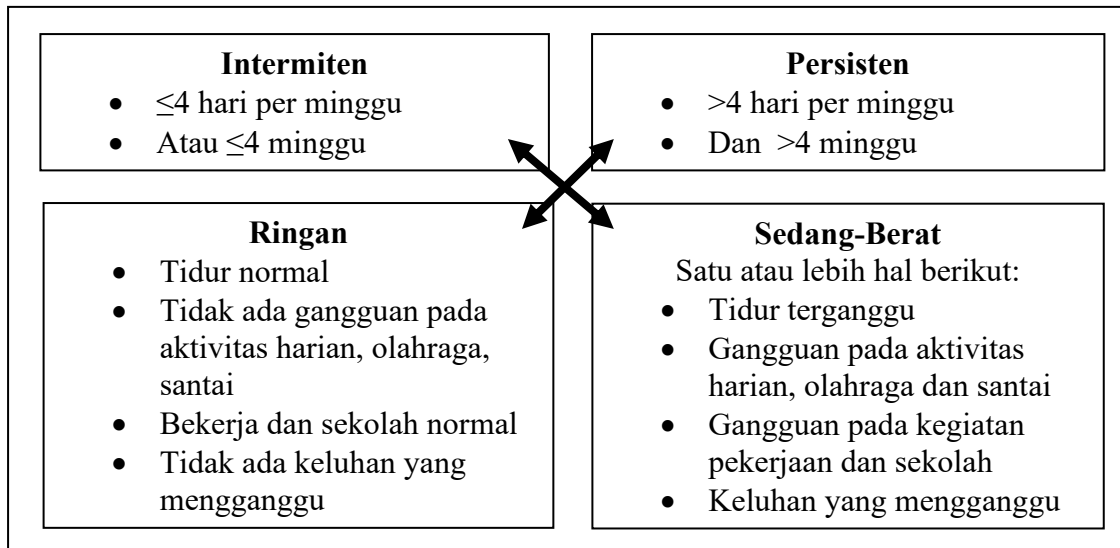 Intermiten
• ≤4 hari per minggu
• Atau ≤4 minggu
Persisten
• >4 hari per minggu
• Dan >4 minggu
Ringan
• Tidur normal
• Tidak ada gangguan pada
aktivitas harian, olahraga,
santai
• Bekerja dan sekolah normal
• Tidak ada keluhan yang
mengganggu
Sedang-Berat
Satu atau lebih hal berikut:
• Tidur terganggu
• Gangguan pada aktivitas
harian, olahraga dan santai
• Gangguan pada kegiatan
pekerjaan dan sekolah
• Keluhan yang mengganggu